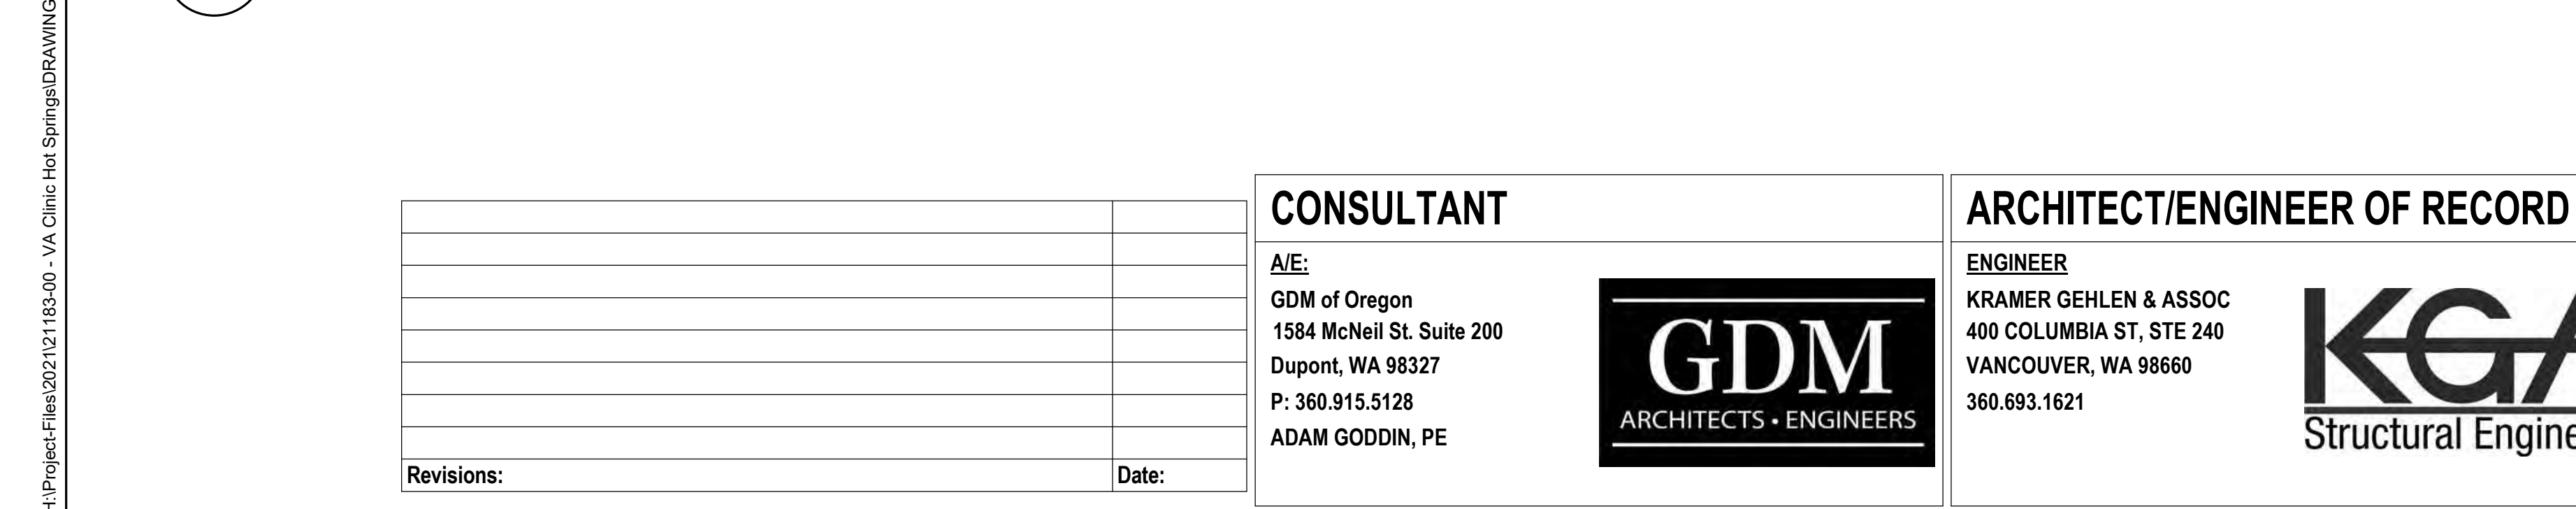 H:\Project-Files\2021\21183-00 - VA Clinic Hot Springs\DRAWING
Revisions:
Date:
CONSULTANT
A/E:
GDM of Oregon
1584 McNeil St. Suite 200
Dupont, WA 98327
P: 360.915.5128
ADAM GODDIN, PE
GDM
ARCHITECTS • ENGINEERS
ARCHITECT/ENGINEER OF RECORD
ENGINEER
KRAMER GEHLEN & ASSOC
400 COLUMBIA ST, STE 240
VANCOUVER, WA 98660
360.693.1621
KGA
Structural Engine